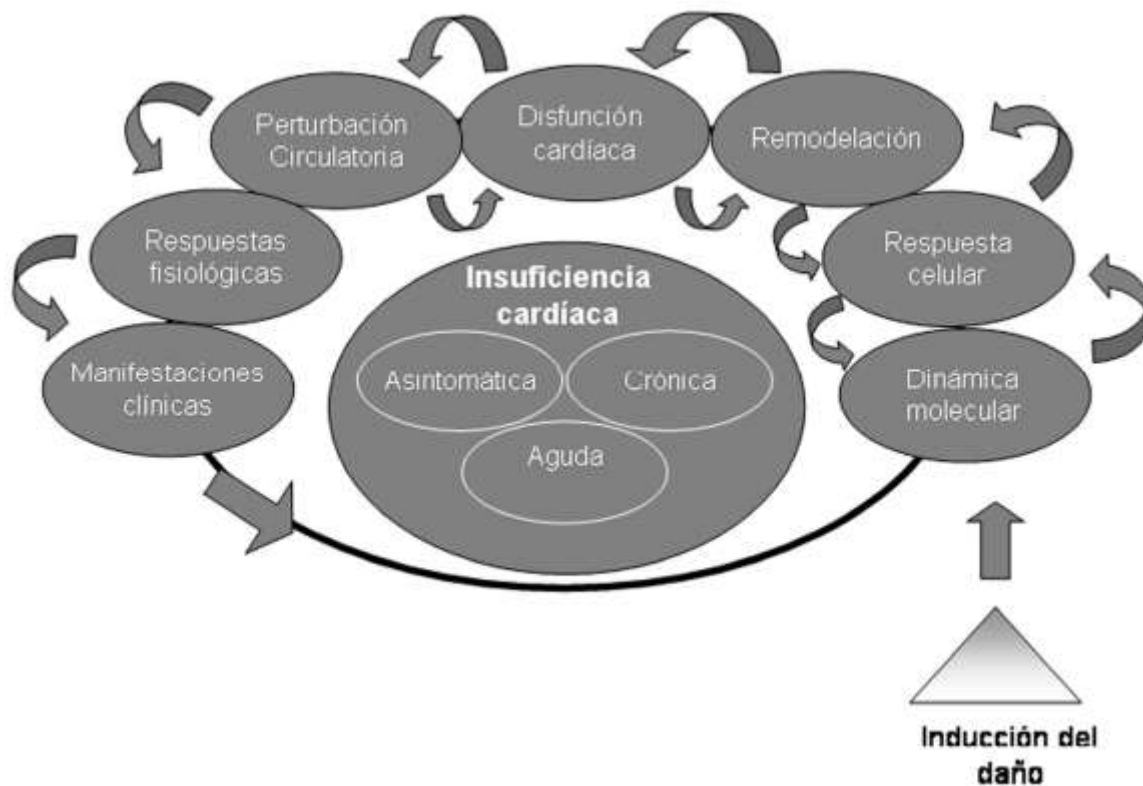 Perturbación
Circulatoria
Disfunción
cardíaca
Remodelación
Respuestas
fisiológicas
Respuesta
celular
Insuficiencia
cardíaca
Manifestaciones
clínicas
Asintomática
Crónica
Dinámica
molecular
Aguda
Inducción del
daño